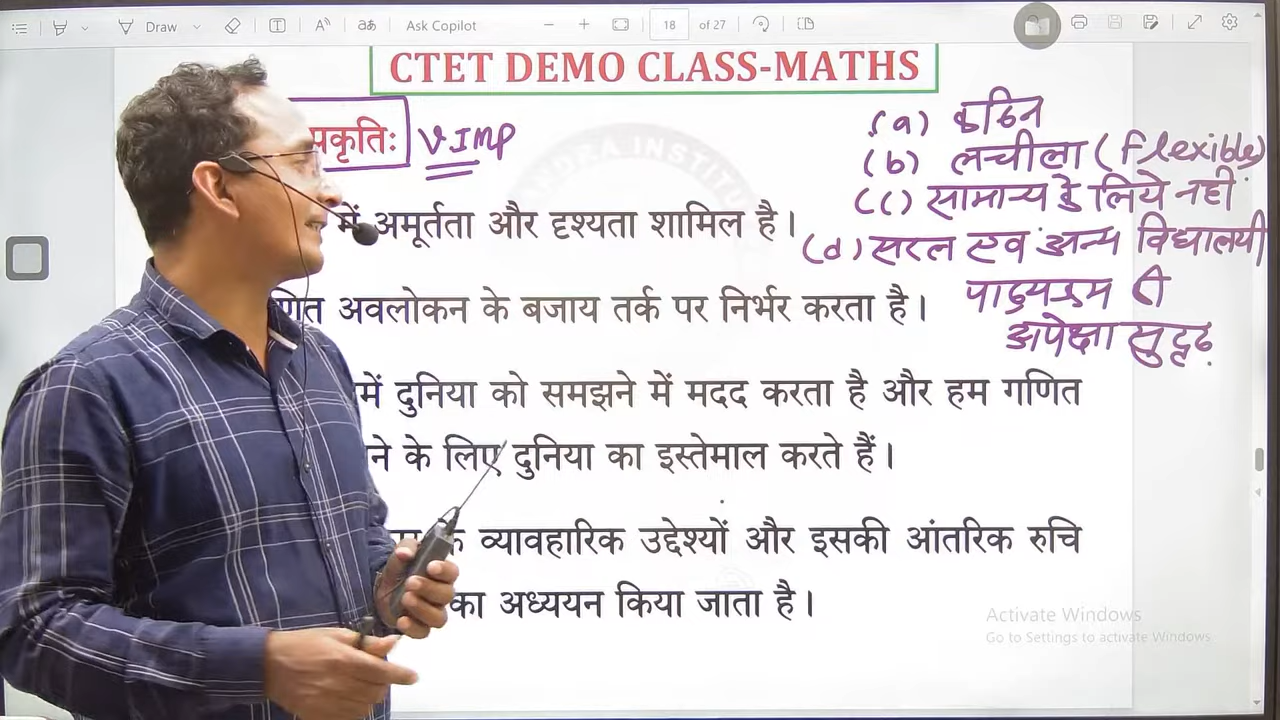 Draw
Ask Copilot
18 of 27
CTET DEMO CLASS-MATHS
प्रकृतिः V.IMP
में अमूर्तता और दृश्यता शामिल है।
गणित अवलोकन के बजाय तर्क पर निर्भर करता है।
में दुनिया को समझने में मदद करता है और हम गणित
ने के लिए दुनिया का इस्तेमाल करते हैं।
व्यावहारिक उद्देश्यों और इसकी आंतरिक रुचि
का अध्ययन किया जाता है।
(a) कठिन
(b) लचीला (flexible)
(c) सामान्य के लिये नही
(d) सरल एवं अन्य विद्यालयी
पाठ्यक्रम की
अपेक्षा सुदृढ़.
Activate Windows
Go to Settings to activate Windows.